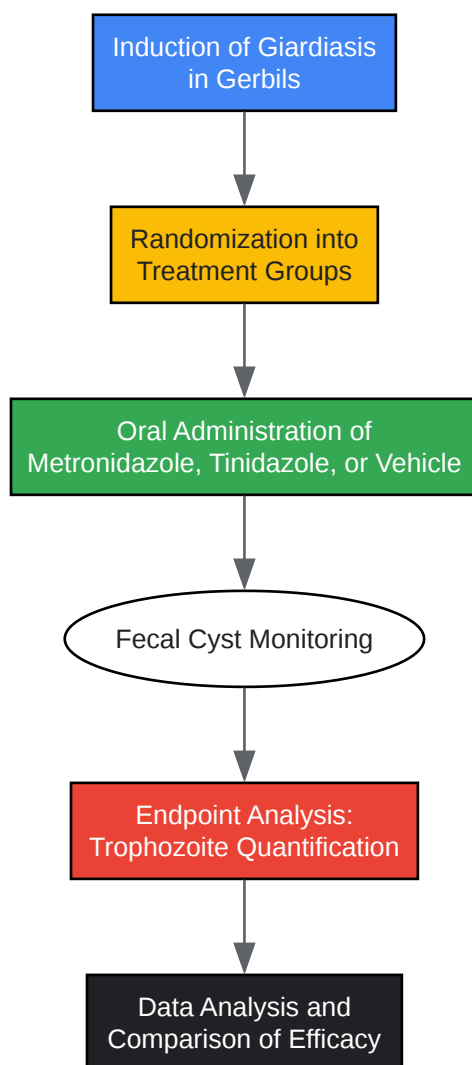 Induction of Giardiasis
in Gerbils
Randomization into
Treatment Groups
Oral Administration of
Metronidazole, Tinidazole, or Vehicle
Fecal Cyst Monitoring
Endpoint Analysis:
Trophozoite Quantification
Data Analysis and
Comparison of Efficacy